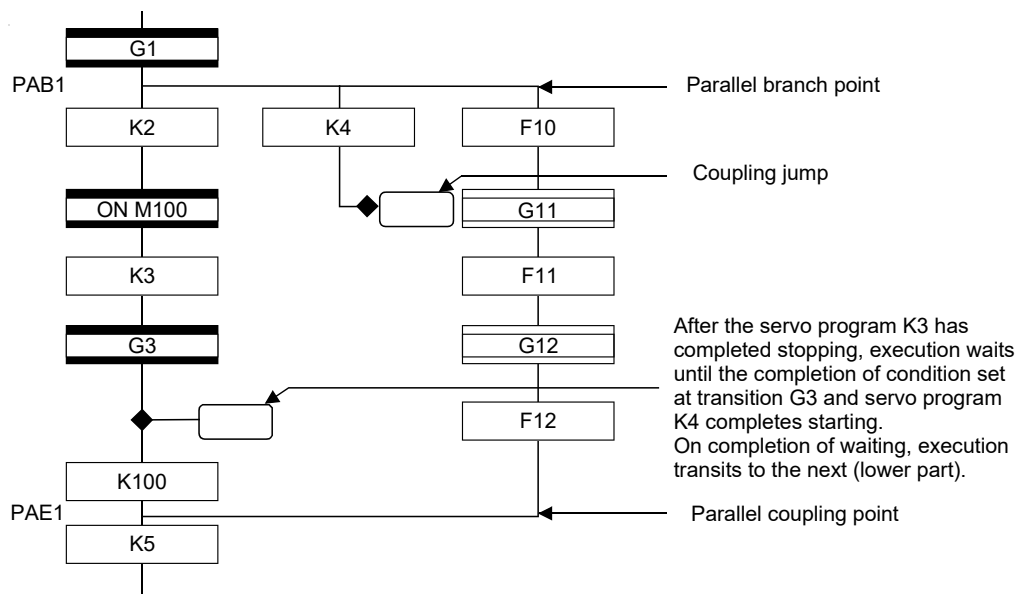 G1
PAB1
Parallel branch point
K2
K4
F10
Coupling jump
ON M100
G11
K3
F11
G3
G12
After the servo program K3 has
completed stopping, execution waits
until the completion of condition set
at transition G3 and servo program
K4 completes starting.
On completion of waiting, execution
transits to the next (lower part).
F12
K100
PAE1
Parallel coupling point
K5